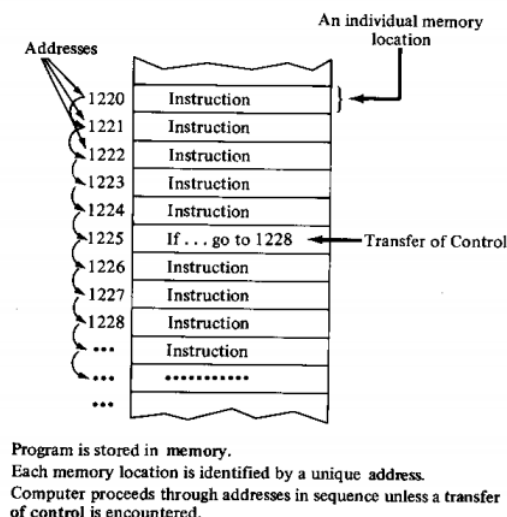 An individual memory
location
Addresses
1220 Instruction
1221 Instruction
1222 Instruction
1223 Instruction
1224 Instruction
1225 If ... go to 1228 Transfer of Control
1226 Instruction
1227 Instruction
1228 Instruction
... Instruction
... ...........
...
Program is stored in memory.
Each memory location is identified by a unique address.
Computer proceeds through addresses in sequence unless a transfer
of control is encountered.